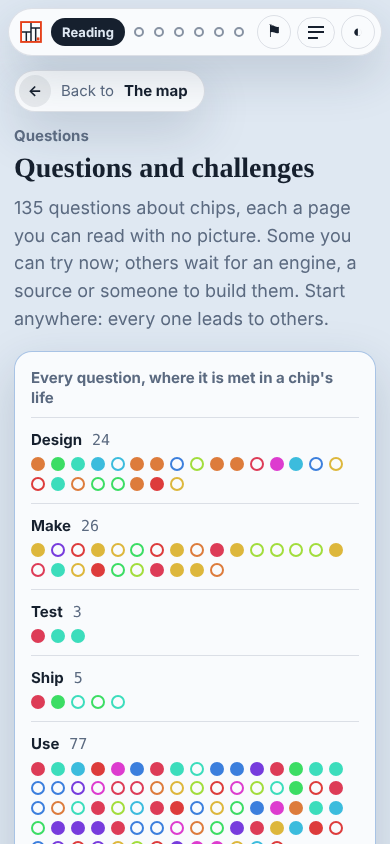 Reading
Back to The map
Questions
Questions and challenges
135 questions about chips, each a page
you can read with no picture. Some you
can try now; others wait for an engine, a
source or someone to build them. Start
anywhere: every one leads to others.
Every question, where it is met in a chip's
life
Design 24
Make 26
Test 3
Ship 5
Use 77